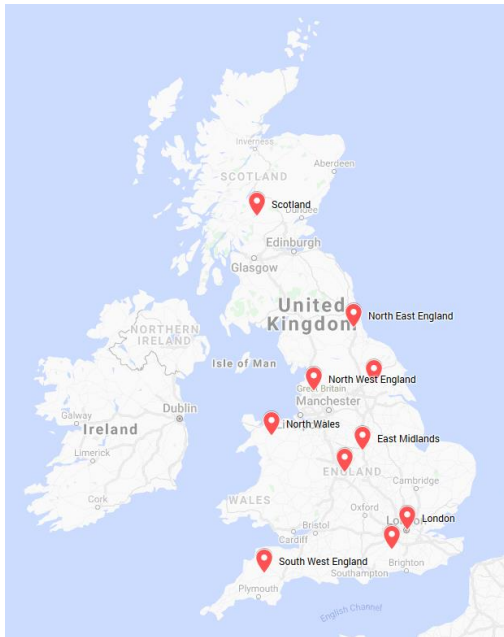 Inverness
Aberdeen
SCOTLAND
Scotland
Dundee
Edinburgh
Glasgow
North East England
United
Kingdom
NORTHERN
IRELAND
Isle of Man
North West England
Great Britain
Manchester
Dublin
Galway
Ireland
North Wales
East Midlands
Limerick
ENGLAND
Cambridge
Cork
WALES
Oxford
London
Bristol
Cardiff
South West England
Southampton
Brighton
Plymouth
English Channel